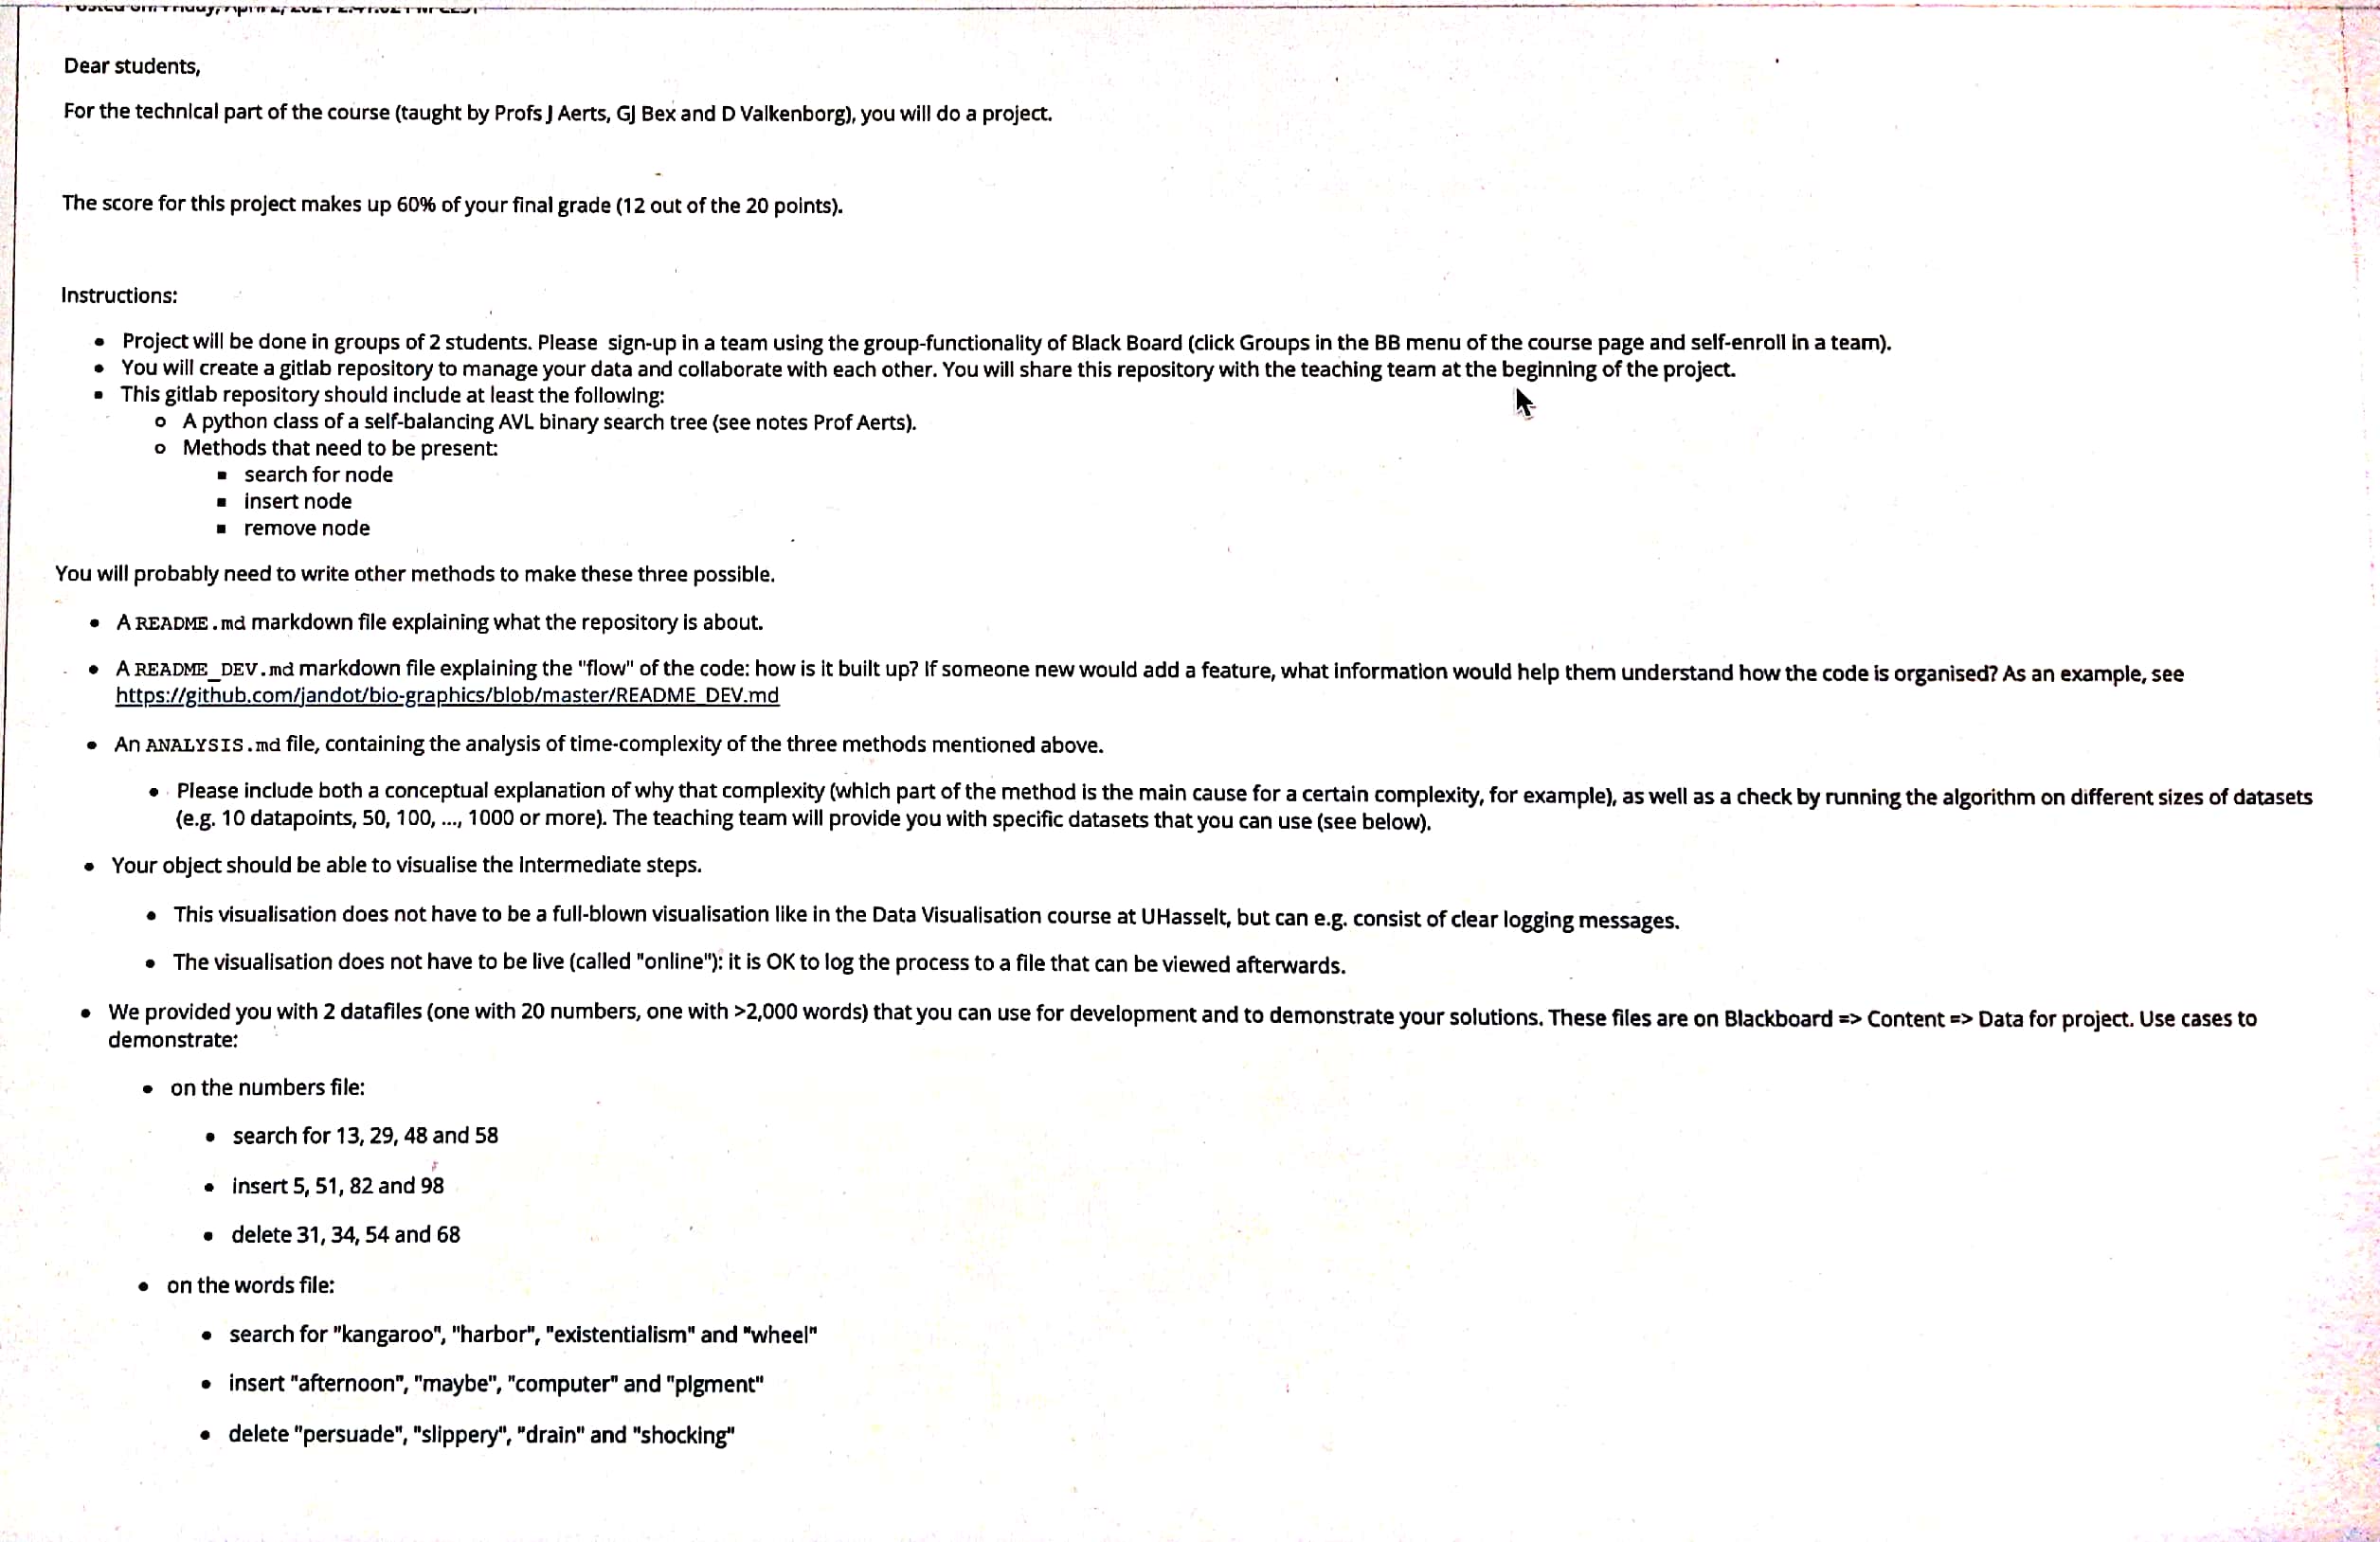 Dear students,
For the technical part of the course (taught by Profs J Aerts, GJ Bex and D Valkenborg), you will do a project.
The score for this project makes up 60% of your final grade (12 out of the 20 points).
Instructions:
• Project will be done in groups of 2 students. Please sign-up in a team using the group-functionality of Black Board (click Groups in the BB menu of the course page and self-enroll in a team).
• You will create a gitlab repository to manage your data and collaborate with each other. You will share this repository with the teaching team at the beginning of the project.
▪ This gitlab repository should include at least the following:
o A python class of a self-balancing AVL binary search tree (see notes Prof Aerts).
o Methods that need to be present:
▪ search for node
▪ insert node
▪ remove node
You will probably need to write other methods to make these three possible.
• A README.md markdown file explaining what the repository is about.
• A README_DEV.md markdown file explaining the "flow" of the code: how is it built up? If someone new would add a feature, what information would help them understand how the code is organised? As an example, see
https://github.com/jandot/bio-graphics/blob/master/README_DEV.md
• An ANALYSIS.md file, containing the analysis of time-complexity of the three methods mentioned above.
• Please include both a conceptual explanation of why that complexity (which part of the method is the main cause for a certain complexity, for example), as well as a check by running the algorithm on different sizes of datasets
(e.g. 10 datapoints, 50, 100, ..., 1000 or more). The teaching team will provide you with specific datasets that you can use (see below).
• Your object should be able to visualise the intermediate steps.
• This visualisation does not have to be a full-blown visualisation like in the Data Visualisation course at UHasselt, but can e.g. consist of clear logging messages.
• The visualisation does not have to be live (called "online"): it is OK to log the process to a file that can be viewed afterwards.
• We provided you with 2 datafiles (one with 20 numbers, one with >2,000 words) that you can use for development and to demonstrate your solutions. These files are on Blackboard => Content => Data for project. Use cases to
demonstrate:
• on the numbers file:
• search for 13, 29, 48 and 58
• insert 5, 51, 82 and 98
• delete 31, 34, 54 and 68
• on the words file:
• search for "kangaroo", "harbor", "existentialism" and "wheel"
• insert "afternoon", "maybe", "computer" and "pigment"
• delete "persuade", "slippery", "drain" and "shocking"